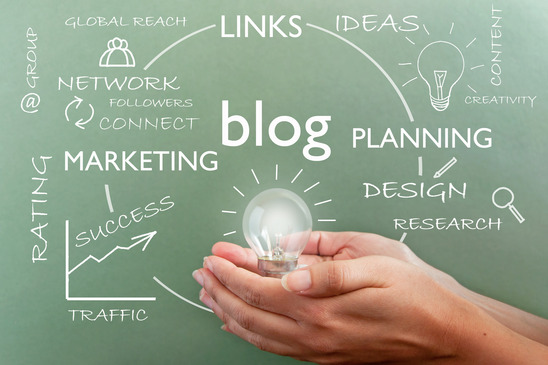 GLOBAL REACH
LINKS
IDEAS
CONTENT
@GROUP
NETWORK
FOLLOWERS
CONNECT
CREATIVITY
blog
PLANNING
MARKETING
RATING
DESIGN
SUCCESS
RESEARCH
TRAFFIC